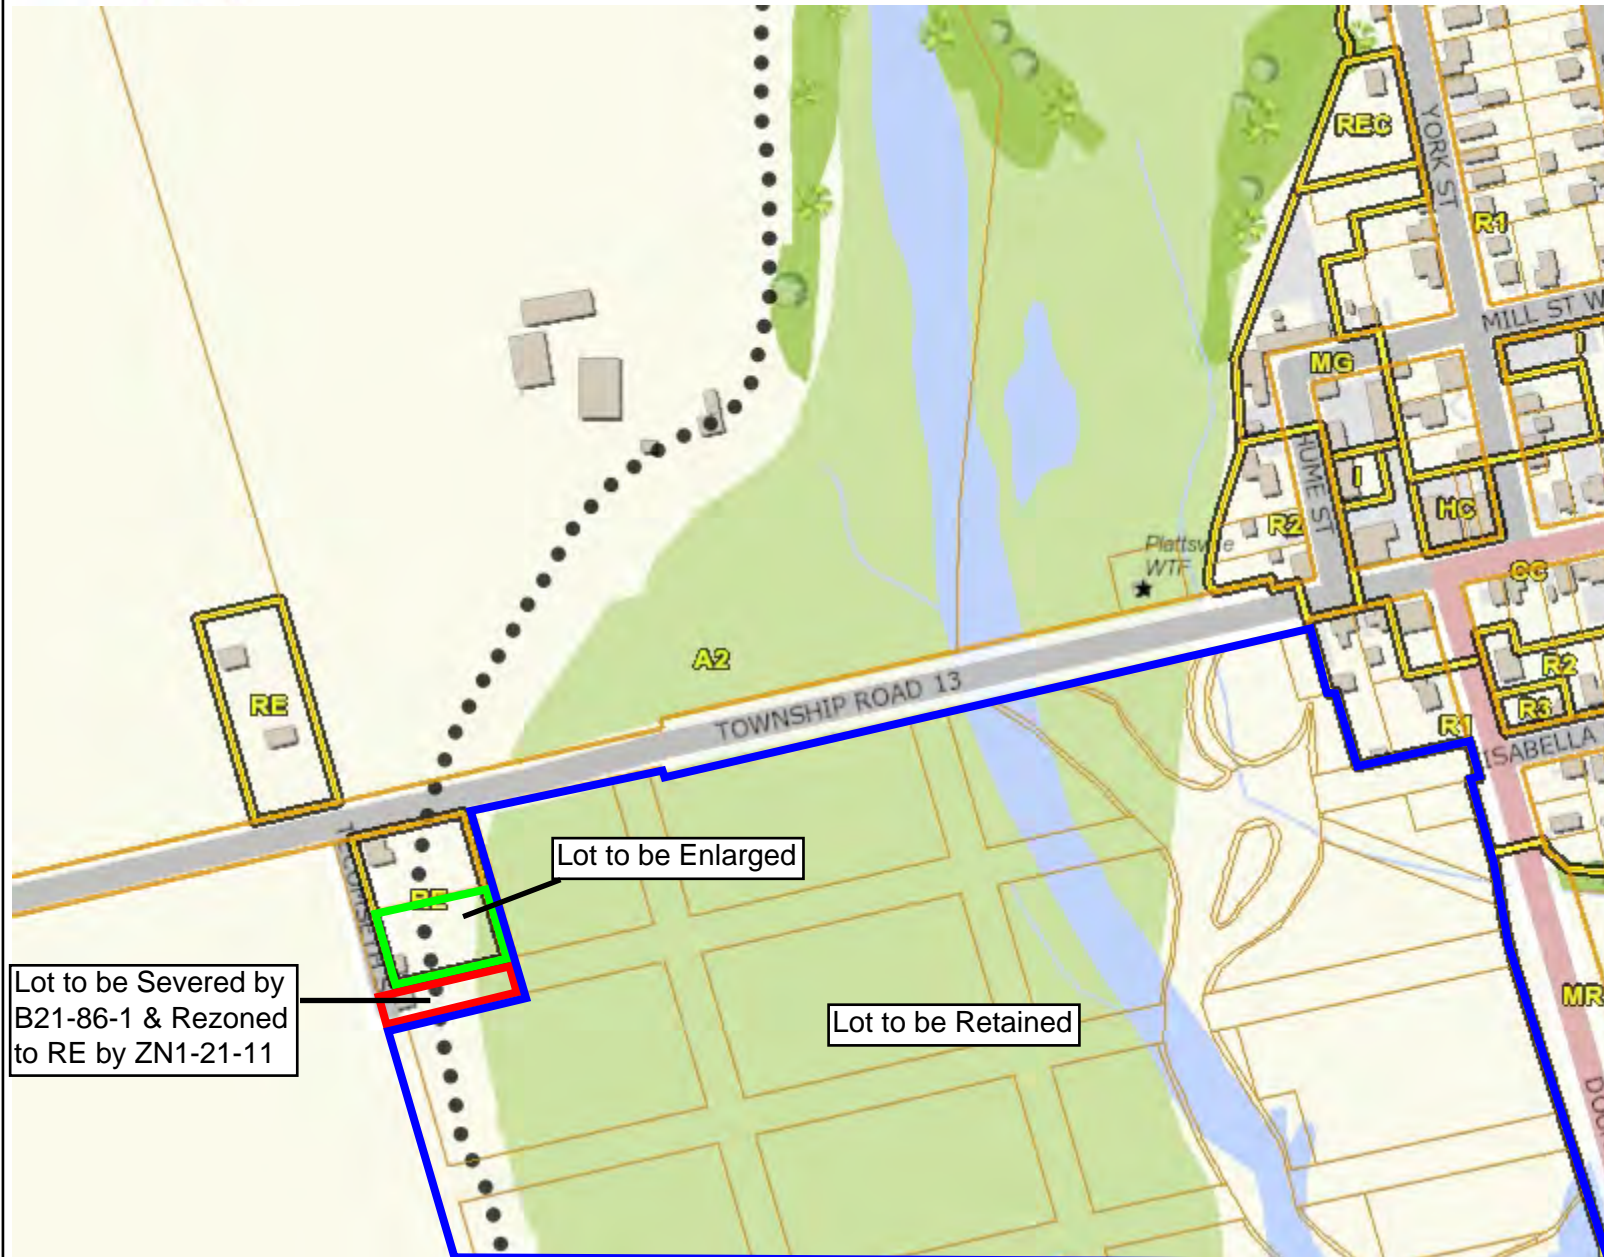 REC
YORK ST
R1
MILL ST W
I
MG
HUME ST
I
HC
R2
Plattsville
WTF
CC
A2
R2
TOWNSHIP ROAD 13
RE
R3
R1
ISABELLA
Lot to be Enlarged
RE
Lot to be Severed by
B21-86-1 & Rezoned
to RE by ZN1-21-11
Lot to be Retained
MR